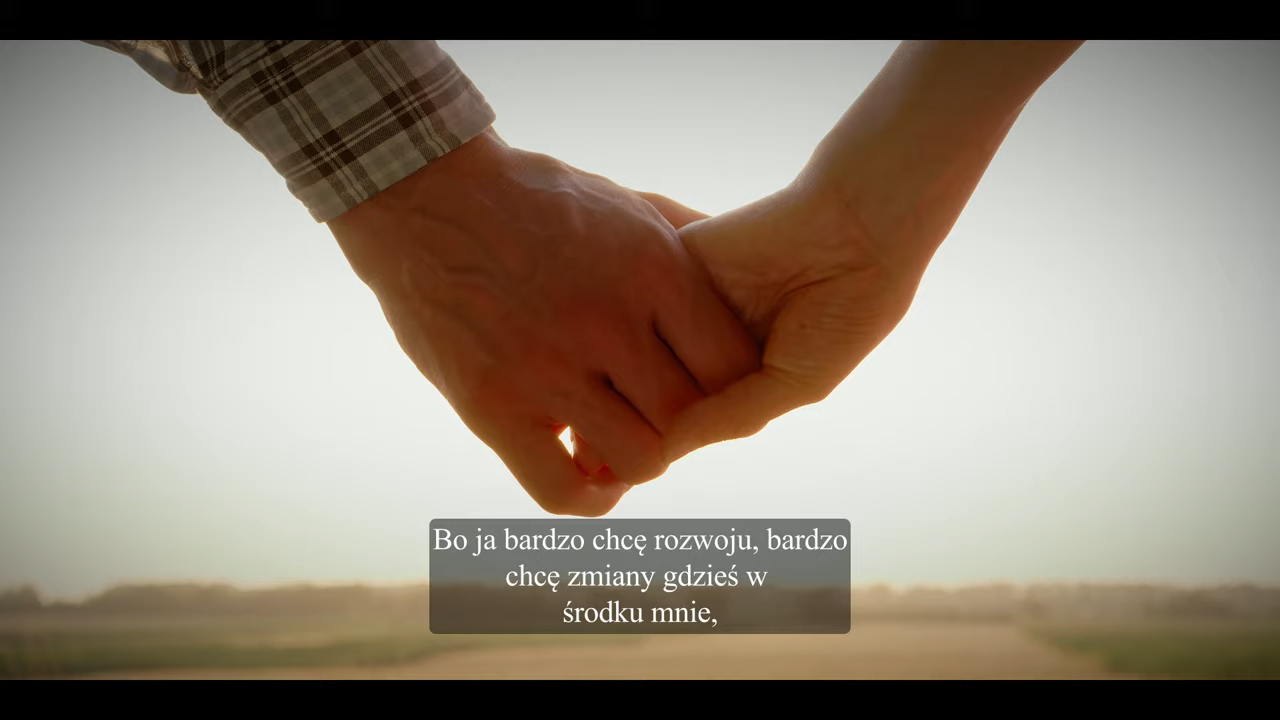 Bo ja bardzo chcę rozwoju, bardzo
chcę zmiany gdzieś w
środku mnie,